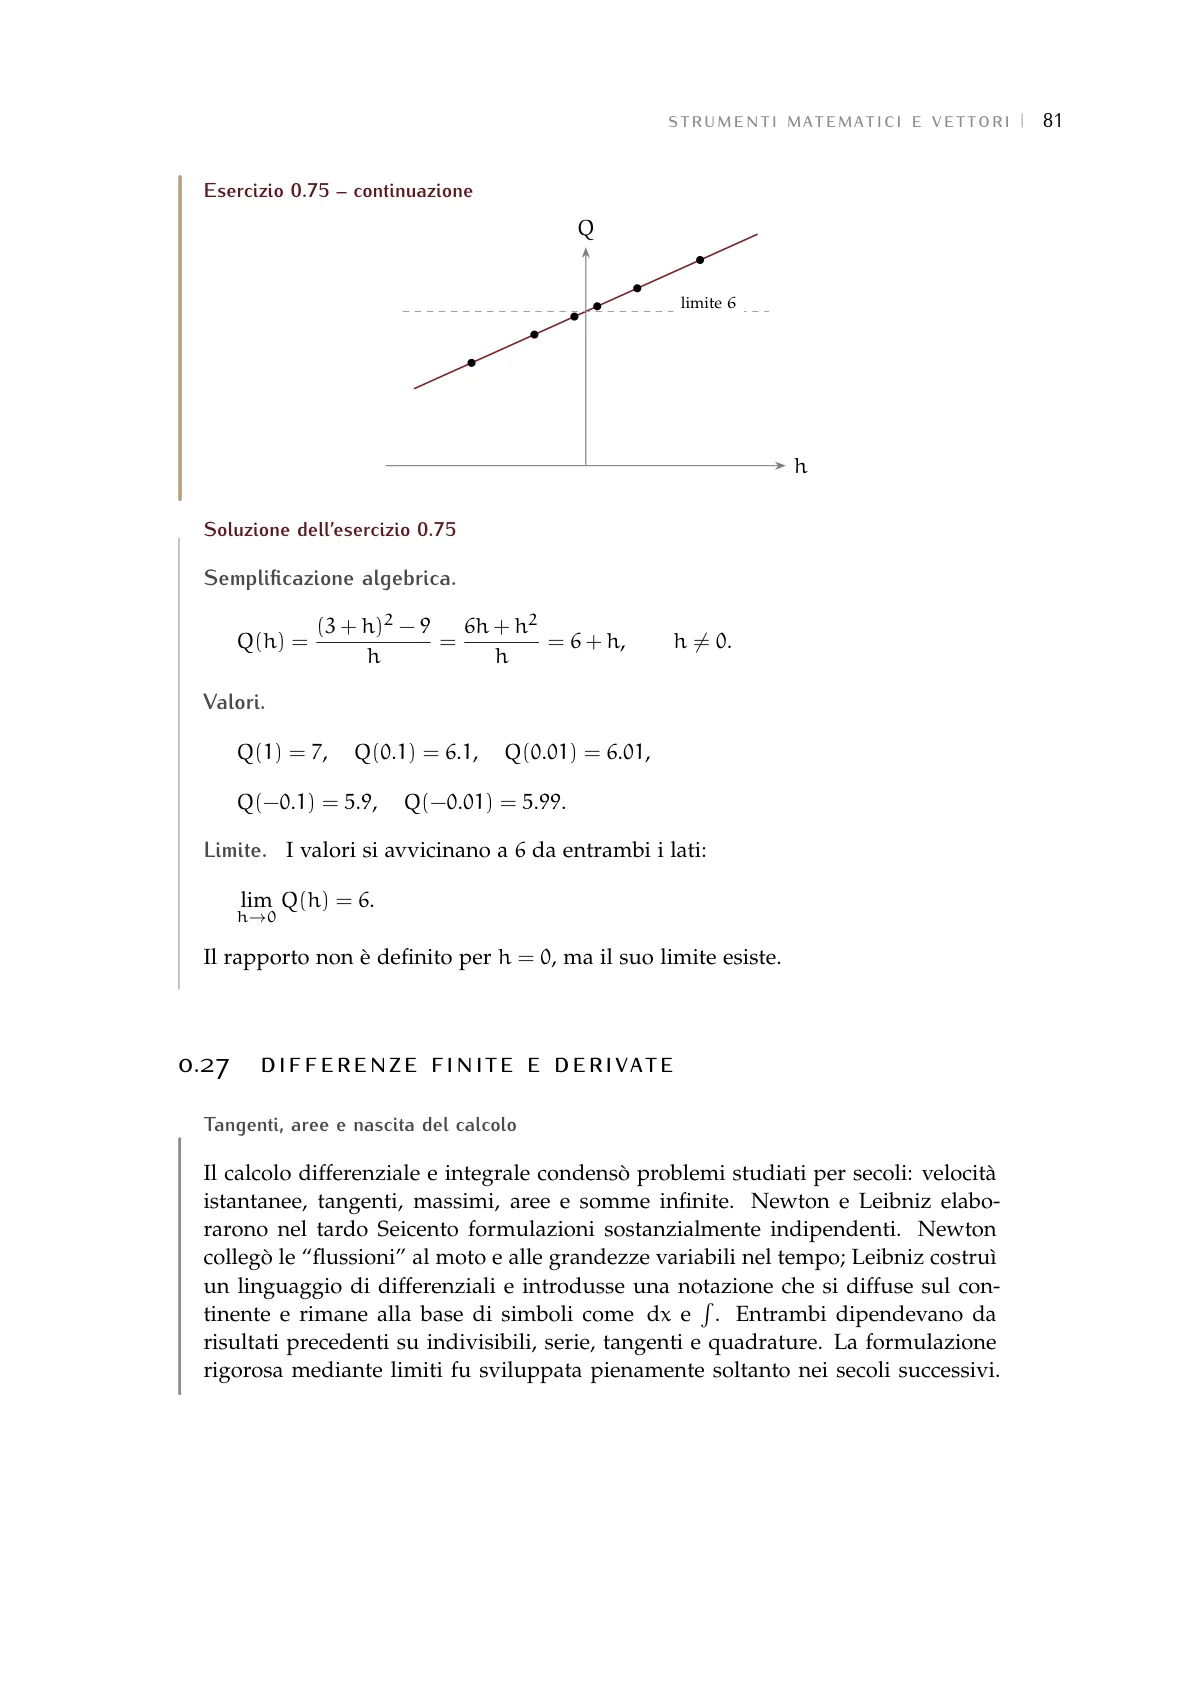 STRUMENTI MATEMATICI E VETTORI | 81
Esercizio 0.75 – continuazione
Q
limite 6
h
Soluzione dell'esercizio 0.75
Semplificazione algebrica.
Q(h) = \frac{(3 + h)^2 − 9}{h} = \frac{6h + h^2}{h} = 6 + h, h ≠ 0.
Valori.
Q(1) = 7, Q(0.1) = 6.1, Q(0.01) = 6.01,
Q(−0.1) = 5.9, Q(−0.01) = 5.99.
Limite. I valori si avvicinano a 6 da entrambi i lati:
\lim_{h→0} Q(h) = 6.
Il rapporto non è definito per h = 0, ma il suo limite esiste.
0.27 DIFFERENZE FINITE E DERIVATE
Tangenti, aree e nascita del calcolo
Il calcolo differenziale e integrale condensò problemi studiati per secoli: velocità
istantanee, tangenti, massimi, aree e somme infinite. Newton e Leibniz elabo-
rarono nel tardo Seicento formulazioni sostanzialmente indipendenti. Newton
collegò le “flussioni” al moto e alle grandezze variabili nel tempo; Leibniz costruì
un linguaggio di differenziali e introdusse una notazione che si diffuse sul con-
tinente e rimane alla base di simboli come dx e ∫. Entrambi dipendevano da
risultati precedenti su indivisibili, serie, tangenti e quadrature. La formulazione
rigorosa mediante limiti fu sviluppata pienamente soltanto nei secoli successivi.